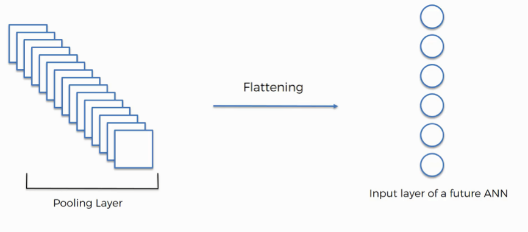 Flattening
Pooling Layer
Input layer of a future ANN